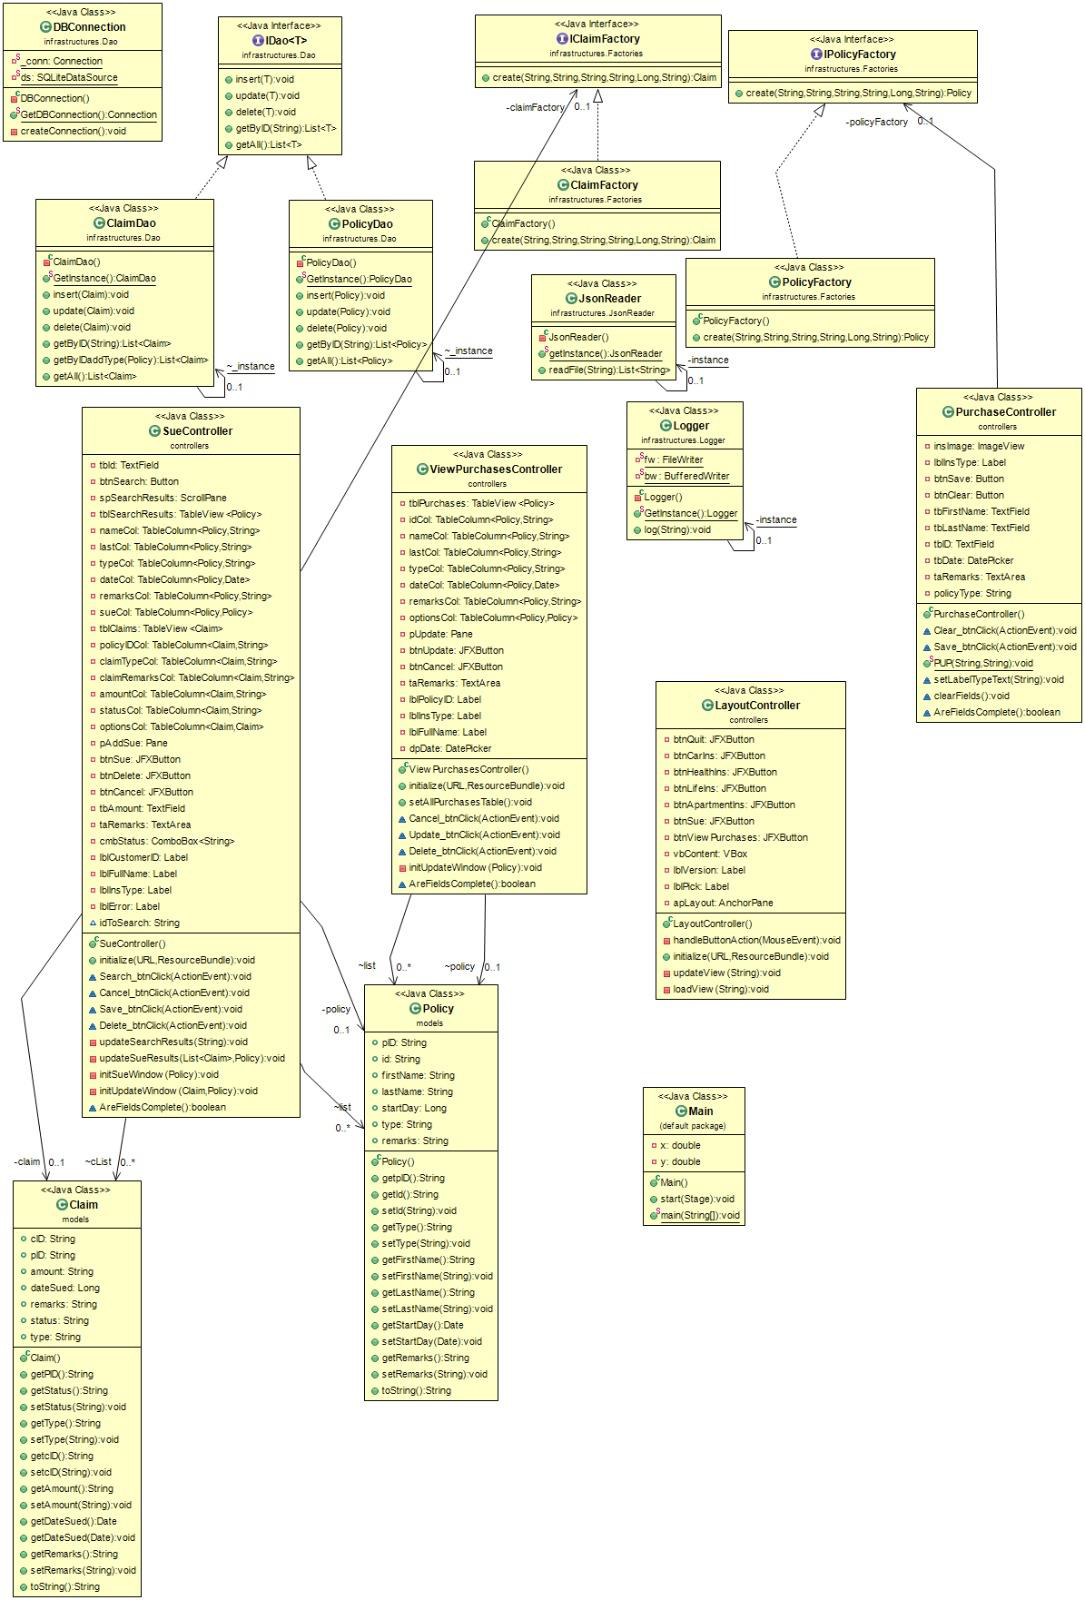 <<Java Class>>
DBConnection
infrastructures.Dao
_conn: Connection
ds: SQLiteDataSource
DBConnection()
GetDBConnection():Connection
createConnection():void
<<Java Interface>>
IDao<T>
infrastructures.Dao
insert(T):void
update(T):void
delete(T):void
getByID(String):List<T>
getAll():List<T>
<<Java Interface>>
IClaimFactory
infrastructures.Factories
create(String,String,String,String,Long,String):Claim
-claimFactory 0..1
<<Java Interface>>
IPolicyFactory
infrastructures.Factories
create(String,String,String,String,Long,String):Policy
-policyFactory 0..1
<<Java Class>>
ClaimDao
infrastructures.Dao
ClaimDao()
GetInstance():ClaimDao
insert(Claim):void
update(Claim):void
delete(Claim):void
getByID(String):List<Claim>
getByIDaddType(Policy):List<Claim>
getAll():List<Claim>
~_instance
0..1
<<Java Class>>
PolicyDao
infrastructures.Dao
PolicyDao()
GetInstance():PolicyDao
insert(Policy):void
update(Policy):void
delete(Policy):void
getByID(String):List<Policy>
getAll():List<Policy>
~_instance
0..1
<<Java Class>>
ClaimFactory
infrastructures.Factories
ClaimFactory()
create(String,String,String,String,Long,String):Claim
<<Java Class>>
JsonReader
infrastructures.JsonReader
JsonReader()
getInstance():JsonReader
readFile(String):List<String>
-instance
0..1
<<Java Class>>
PolicyFactory
infrastructures.Factories
PolicyFactory()
create(String,String,String,String,Long,String):Policy
<<Java Class>>
SueController
controllers
tbId: TextField
btnSearch: Button
spSearchResults: ScrollPane
tblSearchResults: TableView <Policy>
nameCol: TableColumn<Policy,String>
lastCol: TableColumn<Policy,String>
typeCol: TableColumn<Policy,String>
dateCol: TableColumn<Policy,Date>
remarksCol: TableColumn<Policy,String>
sueCol: TableColumn<Policy,Policy>
tblClaims: TableView <Claim>
policyIDCol: TableColumn<Claim,String>
claimTypeCol: TableColumn<Claim,String>
claimRemarksCol: TableColumn<Claim,String>
amountCol: TableColumn<Claim,String>
statusCol: TableColumn<Claim,String>
optionsCol: TableColumn<Claim,Claim>
pAddSue: Pane
btnSue: JFXButton
btnDelete: JFXButton
btnCancel: JFXButton
tbAmount: TextField
taRemarks: TextArea
cmbStatus: ComboBox<String>
lblCustomerID: Label
lblFullName: Label
lblInsType: Label
lblError: Label
idToSearch: String
SueController()
initialize(URL,ResourceBundle):void
Search_btnClick(ActionEvent):void
Cancel_btnClick(ActionEvent):void
Save_btnClick(ActionEvent):void
Delete_btnClick(ActionEvent):void
updateSearchResults(String):void
updateSueResults(List<Claim>,Policy):void
initSueWindow (Policy):void
initUpdateWindow (Claim,Policy):void
AreFieldsComplete():boolean
<<Java Class>>
ViewPurchasesController
controllers
tblPurchases: TableView <Policy>
idCol: TableColumn<Policy,String>
nameCol: TableColumn<Policy,String>
lastCol: TableColumn<Policy,String>
typeCol: TableColumn<Policy,String>
dateCol: TableColumn<Policy,Date>
remarksCol: TableColumn<Policy,String>
optionsCol: TableColumn<Policy,Policy>
pUpdate: Pane
btnUpdate: JFXButton
btnCancel: JFXButton
taRemarks: TextArea
lblPolicyID: Label
lblInsType: Label
lblFullName: Label
dpDate: DatePicker
View PurchasesController()
initialize(URL,ResourceBundle):void
setAllPurchasesTable():void
Cancel_btnClick(ActionEvent):void
Update_btnClick(ActionEvent):void
Delete_btnClick(ActionEvent):void
initUpdateWindow (Policy):void
AreFieldsComplete():boolean
<<Java Class>>
Logger
infrastructures.Logger
fw : FileWriter
bw : BufferedWriter
Logger()
GetInstance():Logger
log(String):void
-instance
0..1
<<Java Class>>
PurchaseController
controllers
insImage: ImageView
lblInsType: Label
btnSave: Button
btnClear: Button
tbFirstName: TextField
tbLastName: TextField
tbID: TextField
tbDate: DatePicker
taRemarks: TextArea
policyType: String
PurchaseController()
Clear_btnClick(ActionEvent):void
Save_btnClick(ActionEvent):void
PUP(String,String):void
setLabelTypeText(String):void
clearFields():void
AreFieldsComplete():boolean
<<Java Class>>
LayoutController
controllers
btnQuit: JFXButton
btnCarIns: JFXButton
btnHealthIns: JFXButton
btnLifeIns: JFXButton
btnApartmentIns: JFXButton
btnSue: JFXButton
btnView Purchases: JFXButton
vbContent: VBox
lblVersion: Label
lblPick: Label
apLayout: AnchorPane
LayoutController()
handleButtonAction(MouseEvent):void
initialize(URL,ResourceBundle):void
updateView (String):void
loadView (String):void
~list 0..*
~policy 0..1
-policy
0..1
~list
0..*
<<Java Class>>
Policy
models
pID: String
id: String
firstName: String
lastName: String
startDay: Long
type: String
remarks: String
Policy()
getpID():String
getId():String
setId(String):void
getType():String
setType(String):void
getFirstName():String
setFirstName(String):void
getLastName():String
setLastName(String):void
getStartDay():Date
setStartDay(Date):void
getRemarks():String
setRemarks(String):void
toString():String
<<Java Class>>
Main
(default package)
x: double
y: double
Main()
start(Stage):void
main(String[]):void
-claim 0..1
~cList 0..*
<<Java Class>>
Claim
models
cID: String
pID: String
amount: String
dateSued: Long
remarks: String
status: String
type: String
Claim()
getPID():String
getStatus():String
setStatus(String):void
getType():String
setType(String):void
getcID():String
setcID(String):void
getAmount():String
setAmount(String):void
getDateSued():Date
getDateSued(Date):void
getRemarks():String
setRemarks(String):void
toString():String